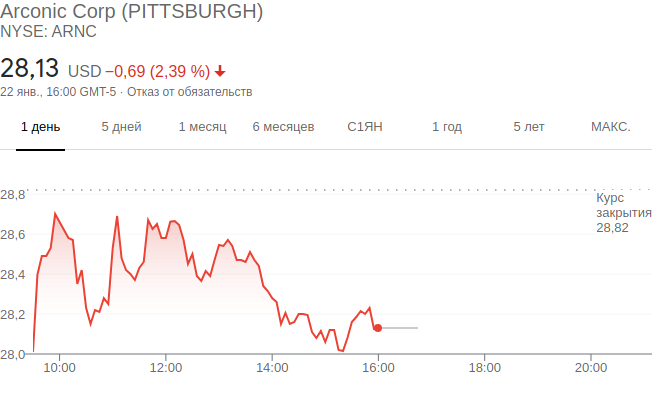 Arconic Corp (PITTSBURGH)
NYSE: ARNC
28,13 USD −0,69 (2,39 %)
22 янв., 16:00 GMT-5 · Отказ от обязательств
1 день 5 дней 1 месяц 6 месяцев С1ЯН 1 год 5 лет МАКС.
28,8
Курс
закрытия
28,82
28,6
28,4
28,2
28,0
10:00 12:00 14:00 16:00 18:00 20:00